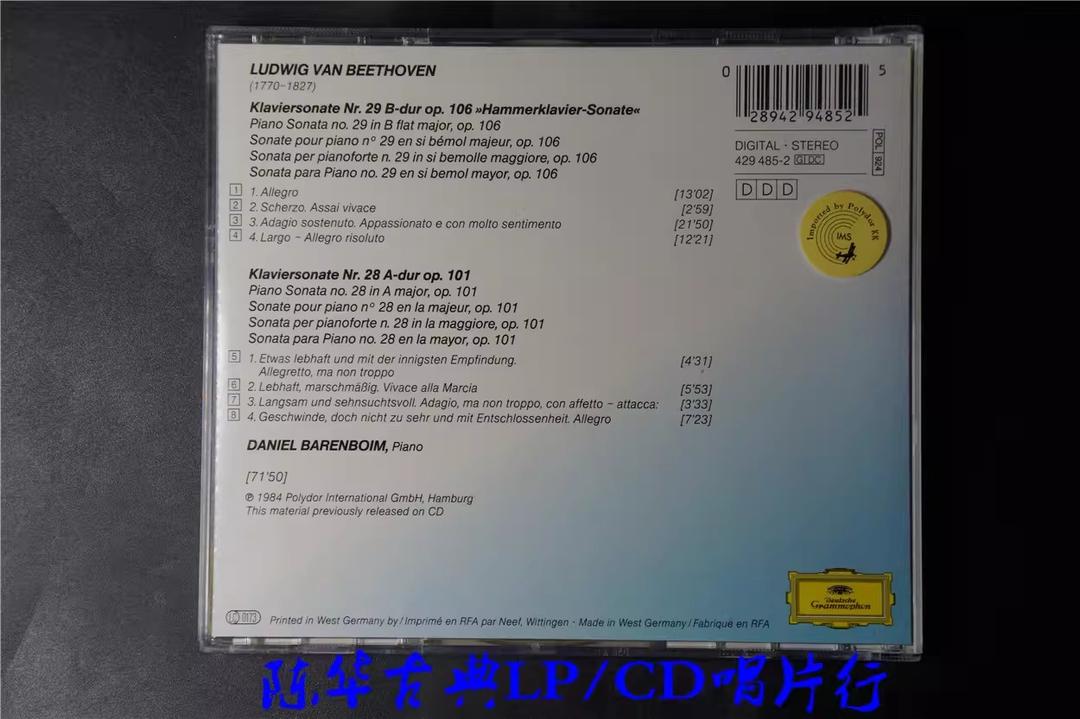 LUDWIG VAN BEETHOVEN
(1770–1827)
Klaviersonate Nr. 29 B-dur op. 106 »Hammerklavier-Sonate«
Piano Sonata no. 29 in B flat major, op. 106
Sonate pour piano n° 29 en si bémol majeur, op. 106
Sonata per pianoforte n. 29 in si bemolle maggiore, op. 106
Sonata para Piano no. 29 en si bemol mayor, op. 106
1 1. Allegro [13'02]
2 2. Scherzo. Assai vivace [2'59]
3 3. Adagio sostenuto. Appassionato e con molto sentimento [21'50]
4 4. Largo – Allegro risoluto [12'21]
Klaviersonate Nr. 28 A-dur op. 101
Piano Sonata no. 28 in A major, op. 101
Sonate pour piano n° 28 en la majeur, op. 101
Sonata per pianoforte n. 28 in la maggiore, op. 101
Sonata para Piano no. 28 en la mayor, op. 101
5 1. Etwas lebhaft und mit der innigsten Empfindung. [4'31]
Allegretto, ma non troppo
6 2. Lebhaft, marschmäßig. Vivace alla Marcia [5'53]
7 3. Langsam und sehnsuchtsvoll. Adagio, ma non troppo, con affetto – attacca: [3'33]
8 4. Geschwinde, doch nicht zu sehr und mit Entschlossenheit. Allegro [7'23]
DANIEL BARENBOIM, Piano
[71'50]
℗ 1984 Polydor International GmbH, Hamburg
This material previously released on CD
0 28942 94852 5
DIGITAL · STEREO
429 485-2 GI DC
POL 924
D D D
Imported by Polydor KK
IMS
Deutsche
Grammophon
LC 0173
Printed in West Germany by / Imprimé en RFA par Neef, Wittingen · Made in West Germany / Fabriqué en RFA
陈华古典LP/CD唱片行